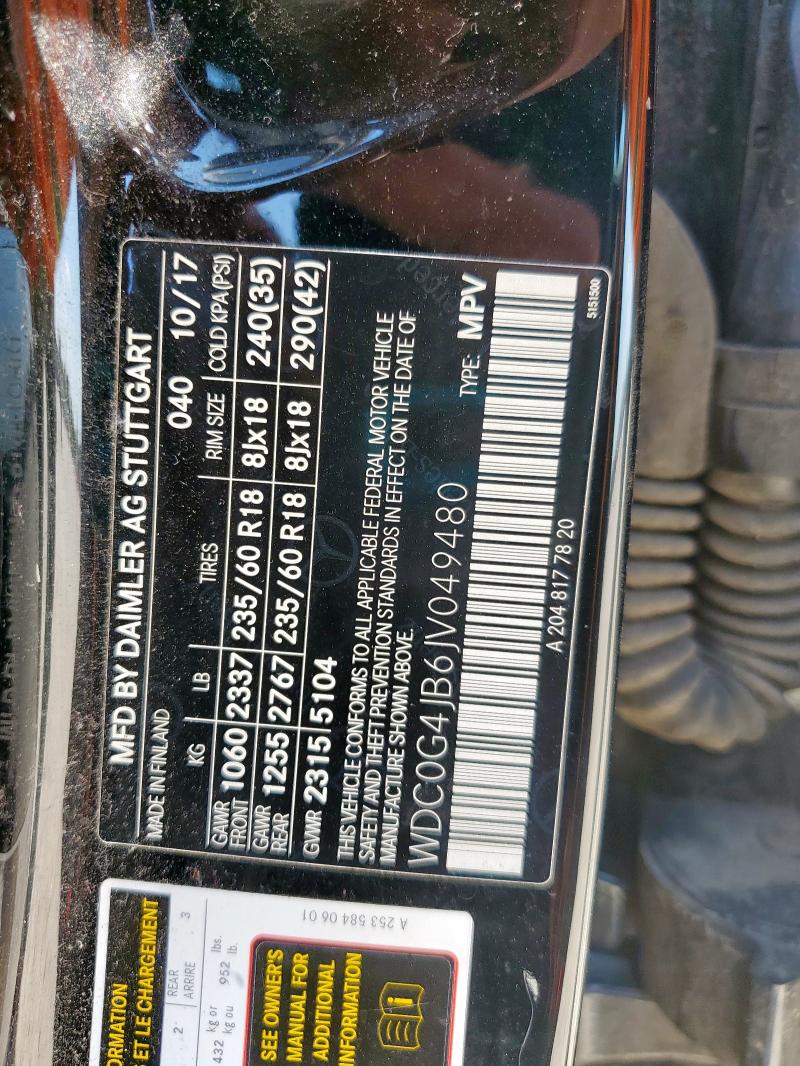 MFD BY DAIMLER AG STUTTGART
MADE IN FINLAND 040 10/17
KG LB TIRES RIM SIZE COLD KPA(PSI)
GAWR FRONT 1060 2337 235/60 R18 8Jx18 240(35)
GAWR REAR 1255 2767 235/60 R18 8Jx18 290(42)
GVWR 2315 5104
THIS VEHICLE CONFORMS TO ALL APPLICABLE FEDERAL MOTOR VEHICLE
SAFETY AND THEFT PREVENTION STANDARDS IN EFFECT ON THE DATE OF
MANUFACTURE SHOWN ABOVE.
WDC0G4JB6JV049480 TYPE: MPV
A 204 817 78 20
5151500
ORMATION
S ET LE CHARGEMENT
2 REAR ARRIRE 3
432 kg or kg ou 952 lbs. lb.
SEE OWNER'S
MANUAL FOR
ADDITIONAL
INFORMATION
A 253 584 06 01